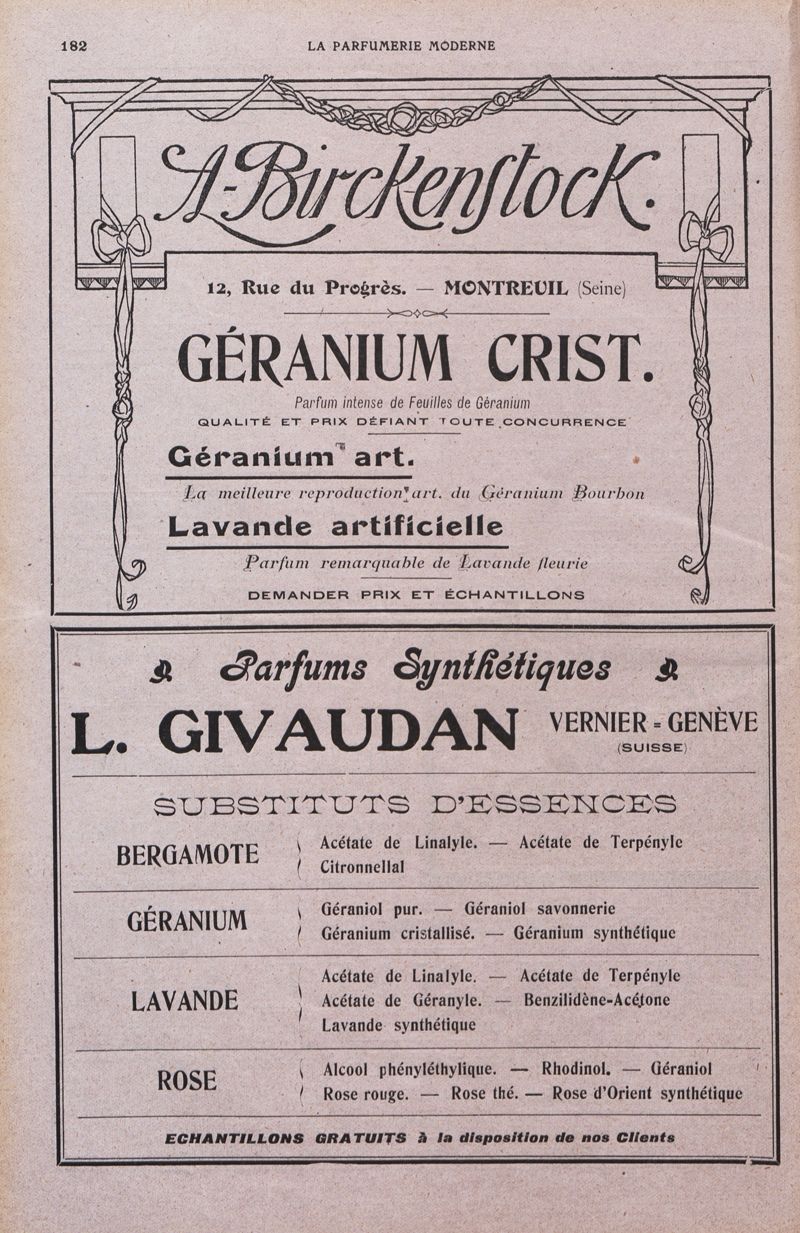 182
LA PARFUMERIE MODERNE
A-Birckenstock.
12, Rue du Progrès. — MONTREUIL (Seine)
GÉRANIUM CRIST.
Parfum intense de Feuilles de Géranium
QUALITÉ ET PRIX DÉFIANT TOUTE CONCURRENCE
Géranium art.
La meilleure reproduction art. du Géranium Bourbon
Lavande artificielle
Parfum remarquable de Lavande fleurie
DEMANDER PRIX ET ÉCHANTILLONS
Parfums Synthétiques
L. GIVAUDAN VERNIER-GENÈVE
(SUISSE)
SUBSTITUTS D'ESSENCES
BERGAMOTE
Acétate de Linalyle. — Acétate de Terpényle
Citronnellal
GÉRANIUM
Géraniol pur. — Géraniol savonnerie
Géranium cristallisé. — Géranium synthétique
LAVANDE
Acétate de Linalyle. — Acétate de Terpényle
Acétate de Géranyle. — Benzilidène-Acétone
Lavande synthétique
ROSE
Alcool phényléthylique. — Rhodinol. — Géraniol
Rose rouge. — Rose thé. — Rose d'Orient synthétique
ECHANTILLONS GRATUITS à la disposition de nos Clients